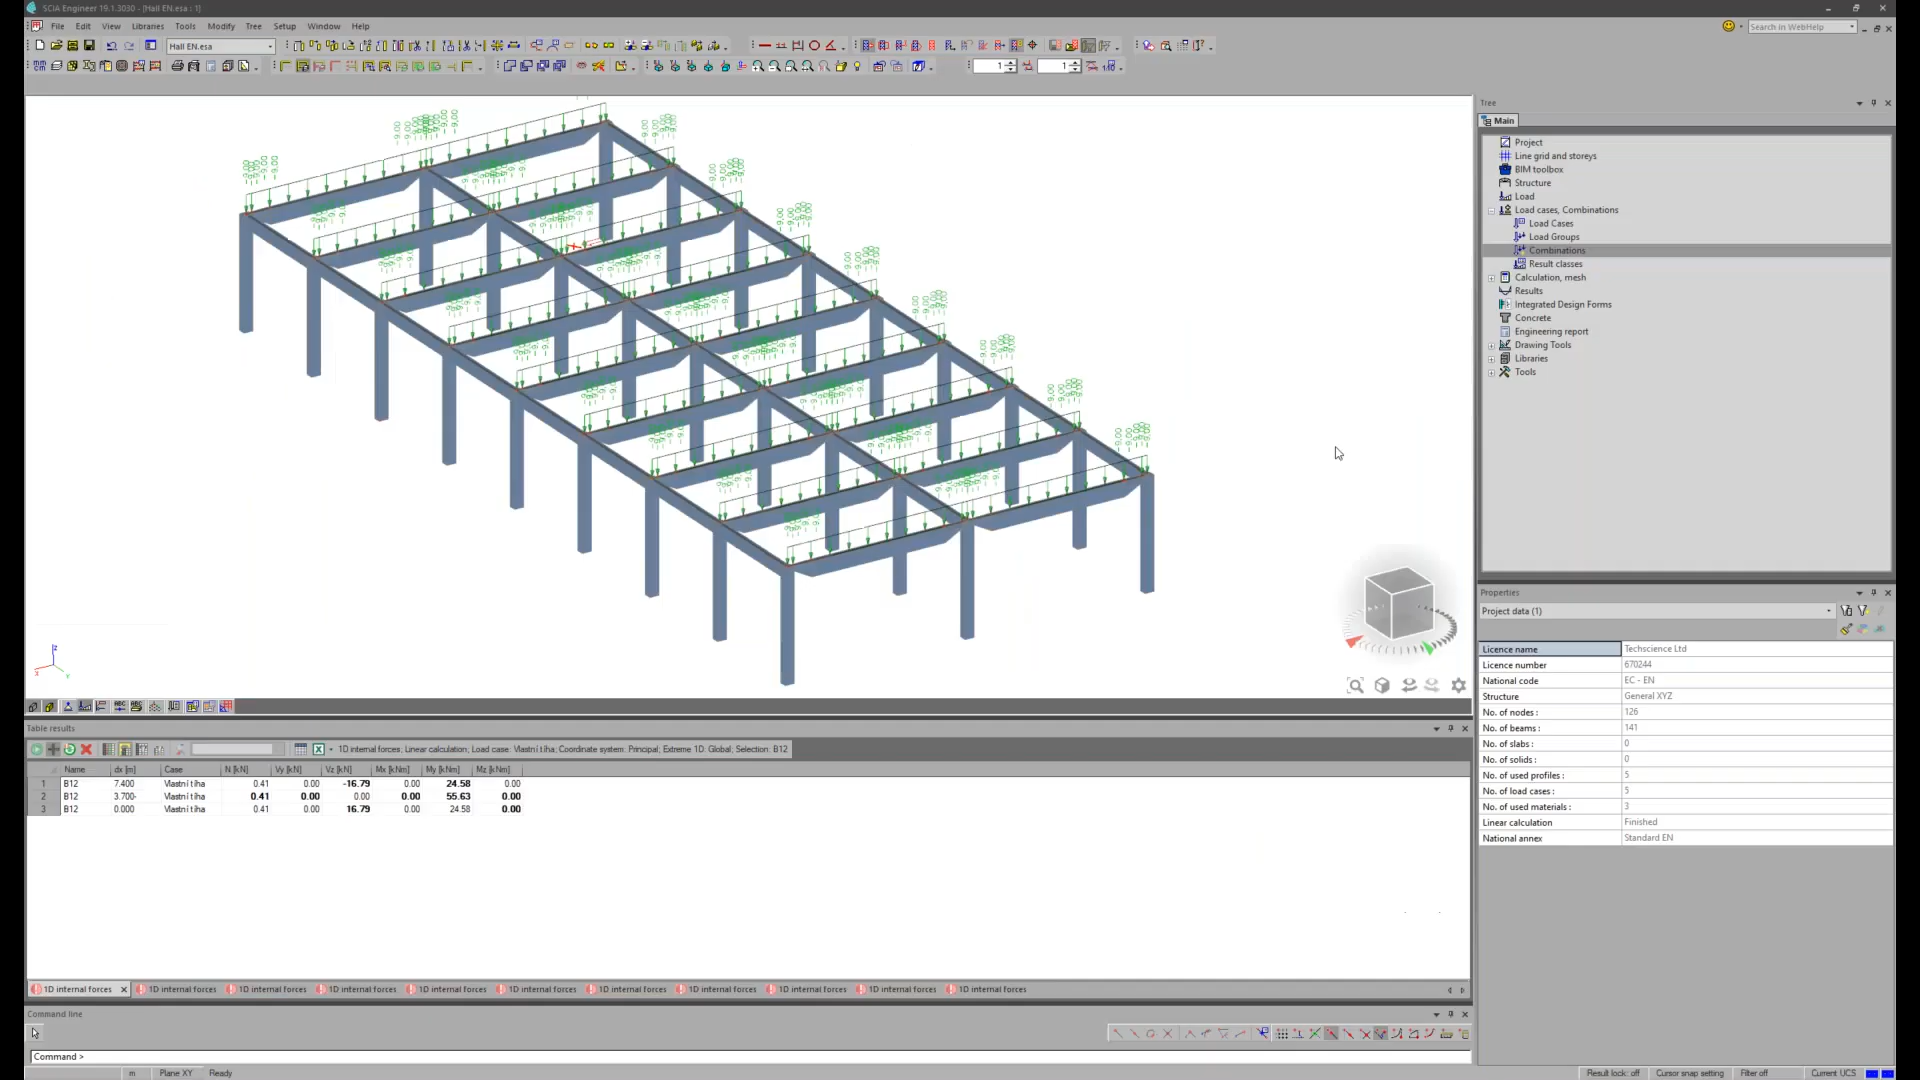 SCIA Engineer 19.1.3030 - [Hall EN.esa : 1]
File Edit View Libraries Tools Modify Tree Setup Window Help
Search in WebHelp
Hall EN.esa
1 1
Tree
Main
Project
Line grid and storeys
BIM toolbox
Structure
Load
Load cases, Combinations
Load Cases
Load Groups
Combinations
Result classes
Calculation, mesh
Results
Integrated Design Forms
Concrete
Engineering report
Drawing Tools
Libraries
Tools
Properties
Project data (1)
Licence name Techscience Ltd
Licence number 670244
National code EC - EN
Structure General XYZ
No. of nodes : 126
No. of beams : 141
No. of slabs : 0
No. of solids : 0
No. of used profiles : 5
No. of load cases : 5
No. of used materials : 3
Linear calculation Finished
National annex Standard EN
Table results
1D internal forces; Linear calculation; Load case: Vlastní tíha; Coordinate system: Principal; Extreme 1D: Global; Selection: B12
Name dx [m] Case N [kN] Vy [kN] Vz [kN] Mx [kNm] My [kNm] Mz [kNm]
1 B12 7.400 Vlastní tíha 0.41 0.00 -16.79 0.00 24.58 0.00
2 B12 3.700- Vlastní tíha 0.41 0.00 0.00 0.00 55.63 0.00
3 B12 0.000 Vlastní tíha 0.41 0.00 16.79 0.00 24.58 0.00
1D internal forces 1D internal forces 1D internal forces 1D internal forces 1D internal forces 1D internal forces 1D internal forces 1D internal forces 1D internal forces 1D internal forces 1D internal forces
Command line
Command >
m Plane XY Ready
Result lock: off Cursor snap setting Filter off Current UCS